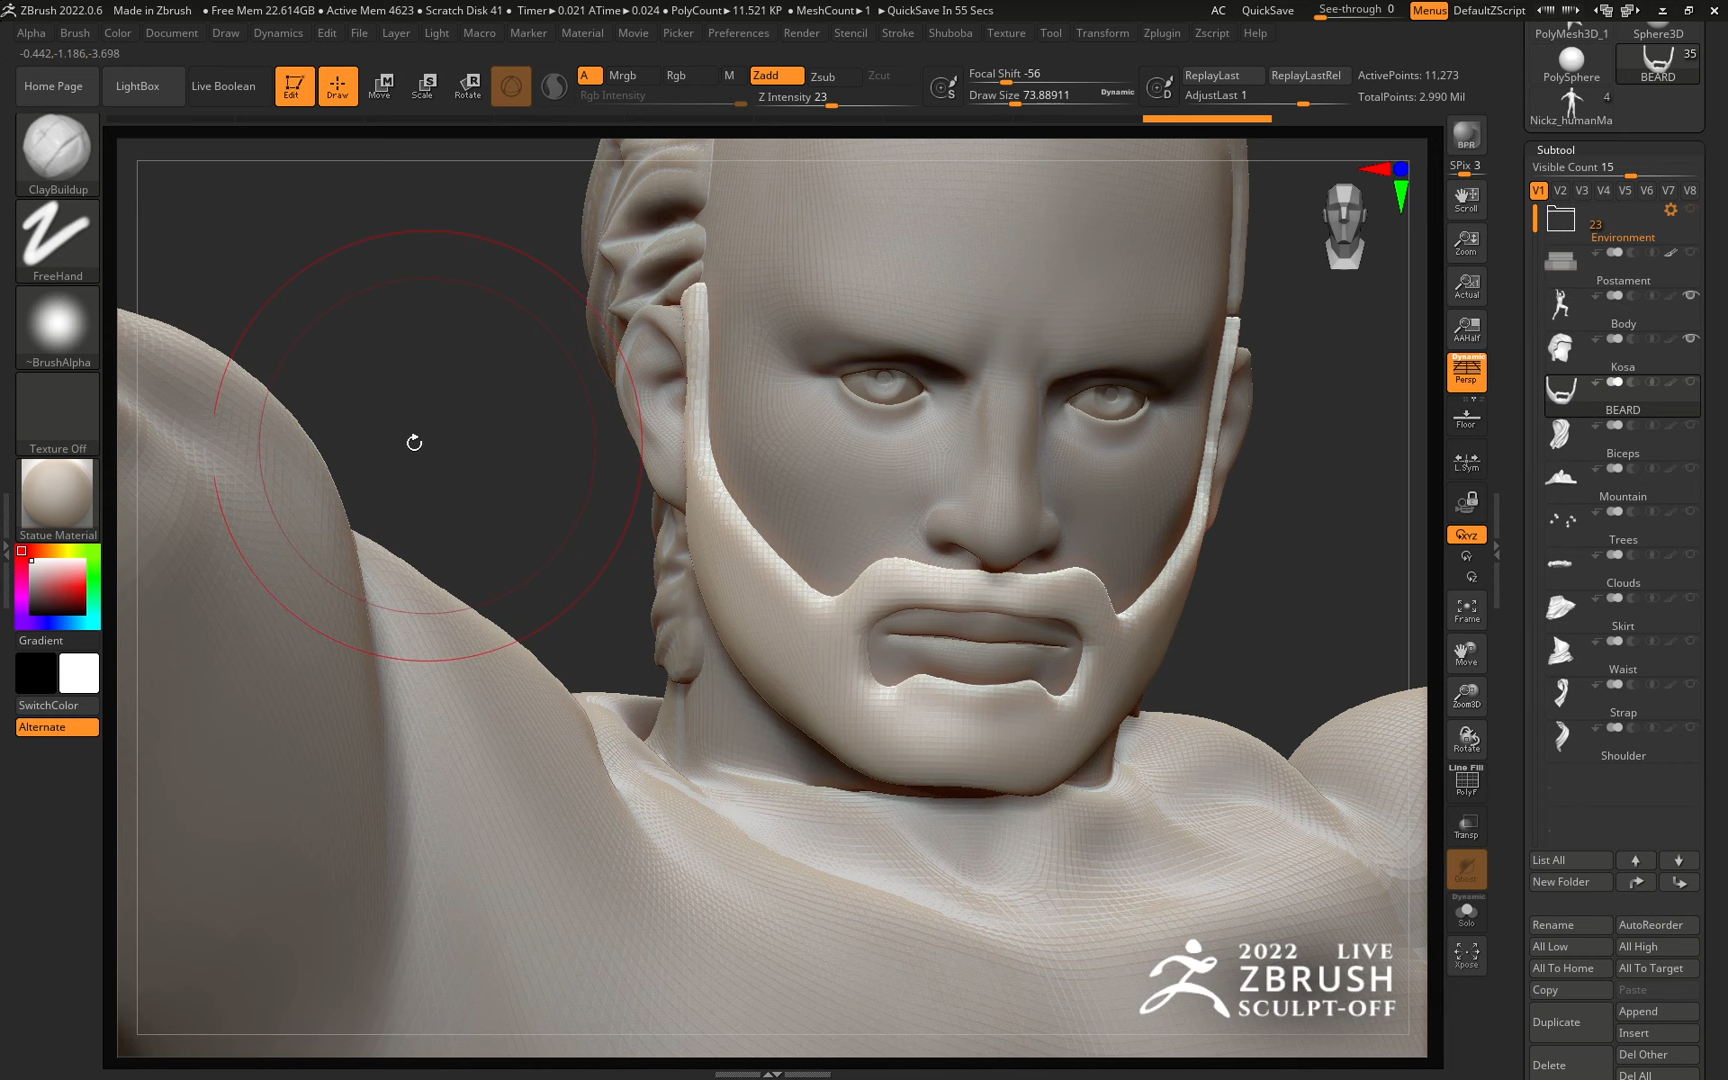 ZBrush 2022.0.6 Made in Zbrush • Free Mem 22.614GB • Active Mem 4623 • Scratch Disk 41 • Timer▸0.021 ATime▸0.024 • PolyCount▸11.521 KP • MeshCount▸1 ▸QuickSave In 55 Secs AC QuickSave See-through 0 Menus DefaultZScript
Alpha Brush Color Document Draw Dynamics Edit File Layer Light Macro Marker Material Movie Picker Preferences Render Stencil Stroke Shuboba Texture Tool Transform Zplugin Zscript Help
-0.442,-1.186,-3.698
Home Page LightBox Live Boolean Edit Draw Move Scale Rotate
A Mrgb Rgb M Zadd Zsub Zcut
Rgb Intensity Z Intensity 23
S
Focal Shift -56
Draw Size 73.88911 Dynamic
D
ReplayLast ReplayLastRel
AdjustLast 1
ActivePoints: 11,273
TotalPoints: 2.990 Mil
ClayBuildup
FreeHand
~BrushAlpha
Texture Off
Statue Material
Gradient
SwitchColor
Alternate
2022 LIVE
ZBRUSH
SCULPT-OFF
BPR
SPix 3
Scroll
Zoom
Actual
AAHalf
Dynamic
Persp
Floor
L.Sym
XYZ
Y
Z
Frame
Move
Zoom3D
Rotate
Line Fill
PolyF
Transp
Ghost
Dynamic
Solo
Xpose
PolyMesh3D_1 Sphere3D
35
PolySphere BEARD
4
Nickz_humanMa
Subtool
Visible Count 15
V1 V2 V3 V4 V5 V6 V7 V8
23
Environment
Postament
Body
Kosa
BEARD
Biceps
Mountain
Trees
Clouds
Skirt
Waist
Strap
Shoulder
List All
New Folder
Rename AutoReorder
All Low All High
All To Home All To Target
Copy Paste
Duplicate Append
Insert
Delete Del Other
Del All